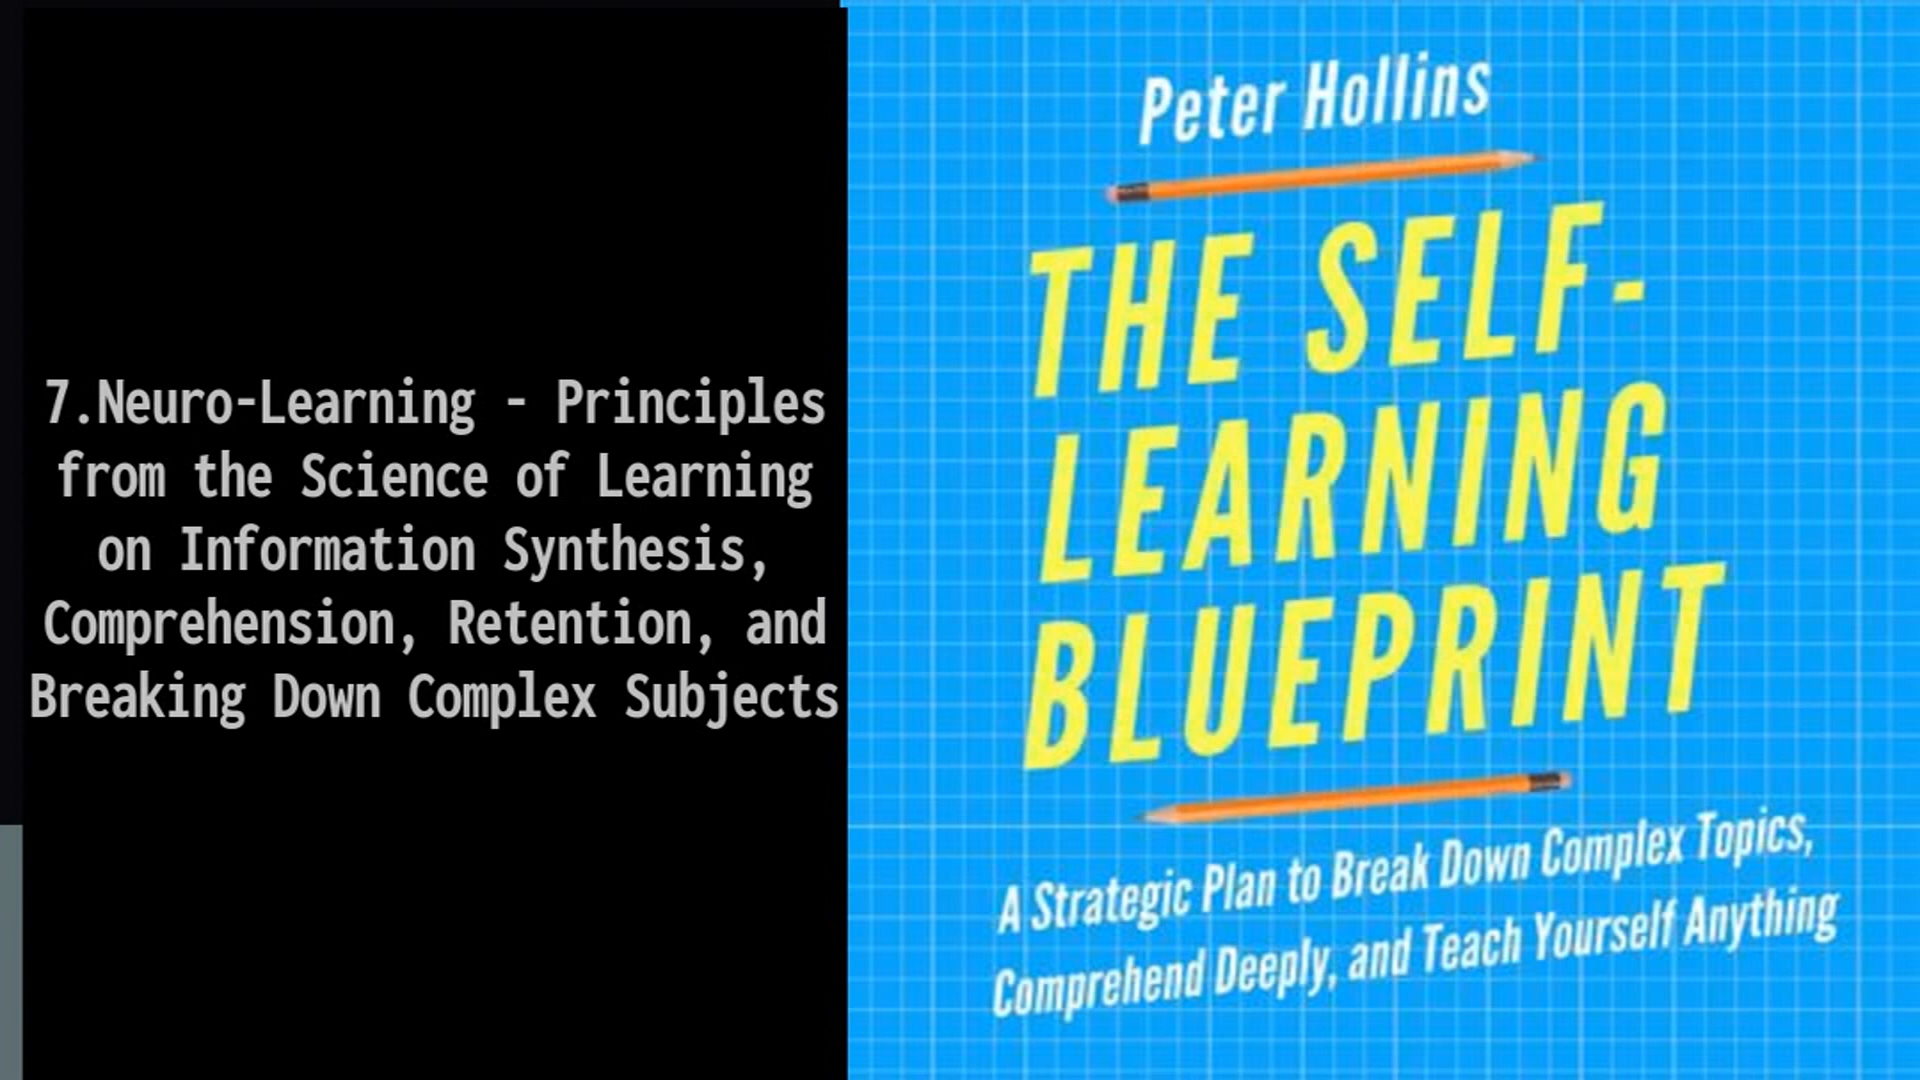 7.Neuro-Learning - Principles
from the Science of Learning
on Information Synthesis,
Comprehension, Retention, and
Breaking Down Complex Subjects
Peter Hollins
THE SELF-
LEARNING
BLUEPRINT
A Strategic Plan to Break Down Complex Topics,
Comprehend Deeply, and Teach Yourself Anything